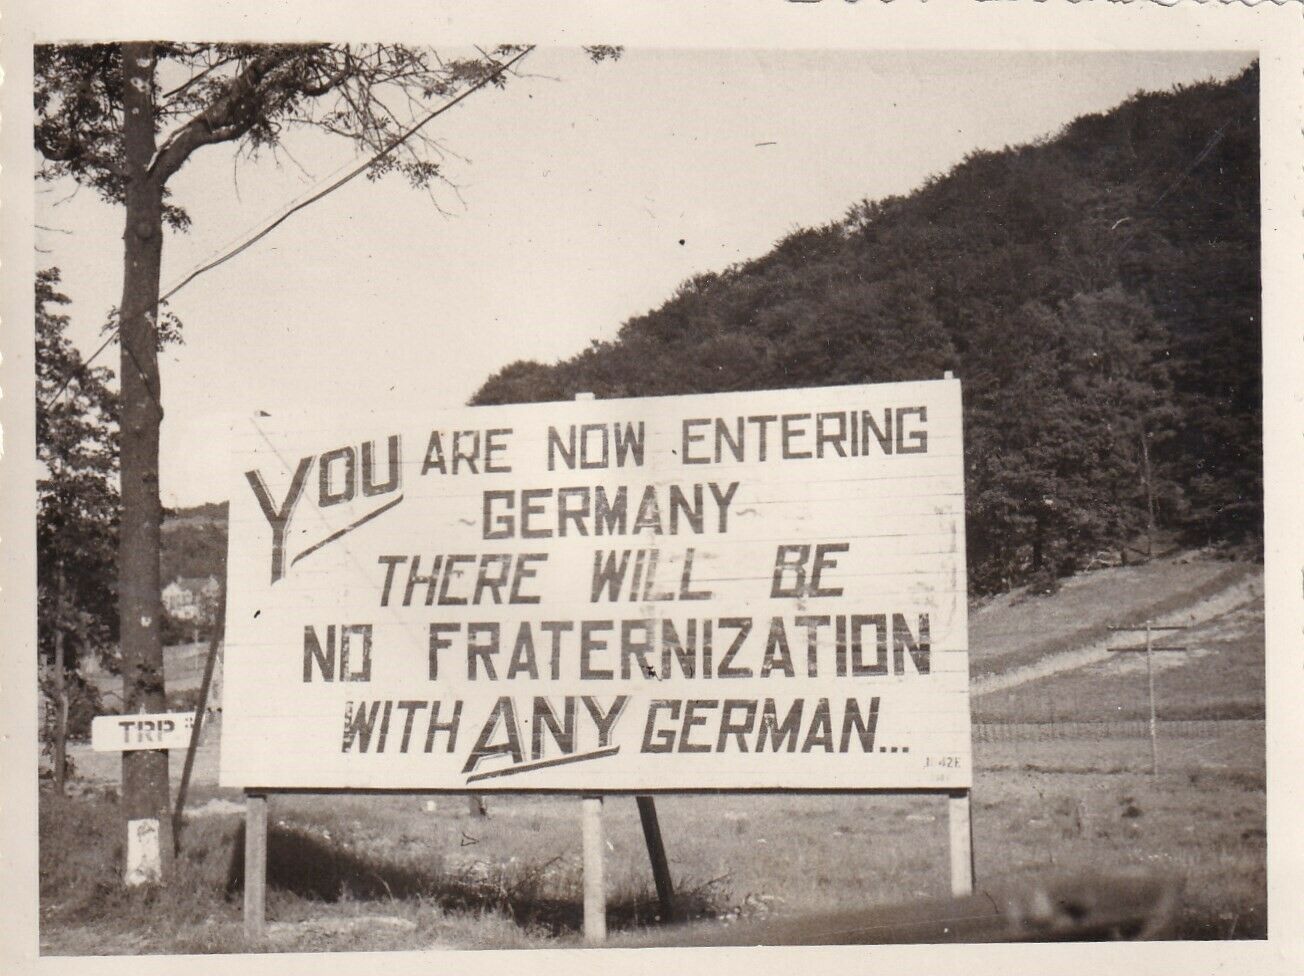 YOU ARE NOW ENTERING
GERMANY
THERE WILL BE
NO FRATERNIZATION
WITH ANY GERMAN...
TRP